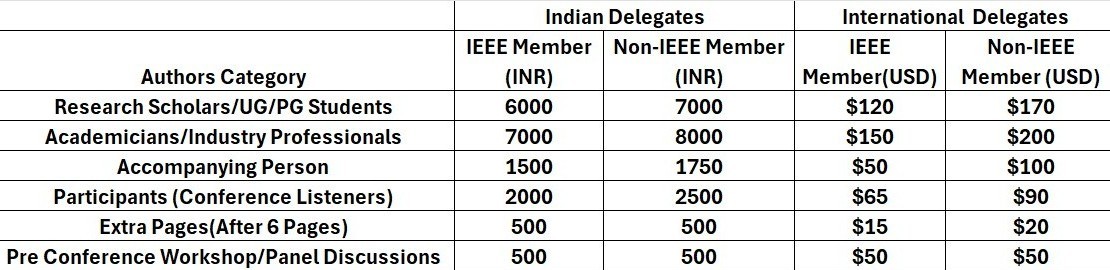 Indian Delegates International Delegates
IEEE Member Non-IEEE Member IEEE Non-IEEE
Authors Category (INR) (INR) Member(USD) Member (USD)
Research Scholars/UG/PG Students 6000 7000 $120 $170
Academicians/Industry Professionals 7000 8000 $150 $200
Accompanying Person 1500 1750 $50 $100
Participants (Conference Listeners) 2000 2500 $65 $90
Extra Pages(After 6 Pages) 500 500 $15 $20
Pre Conference Workshop/Panel Discussions 500 500 $50 $50